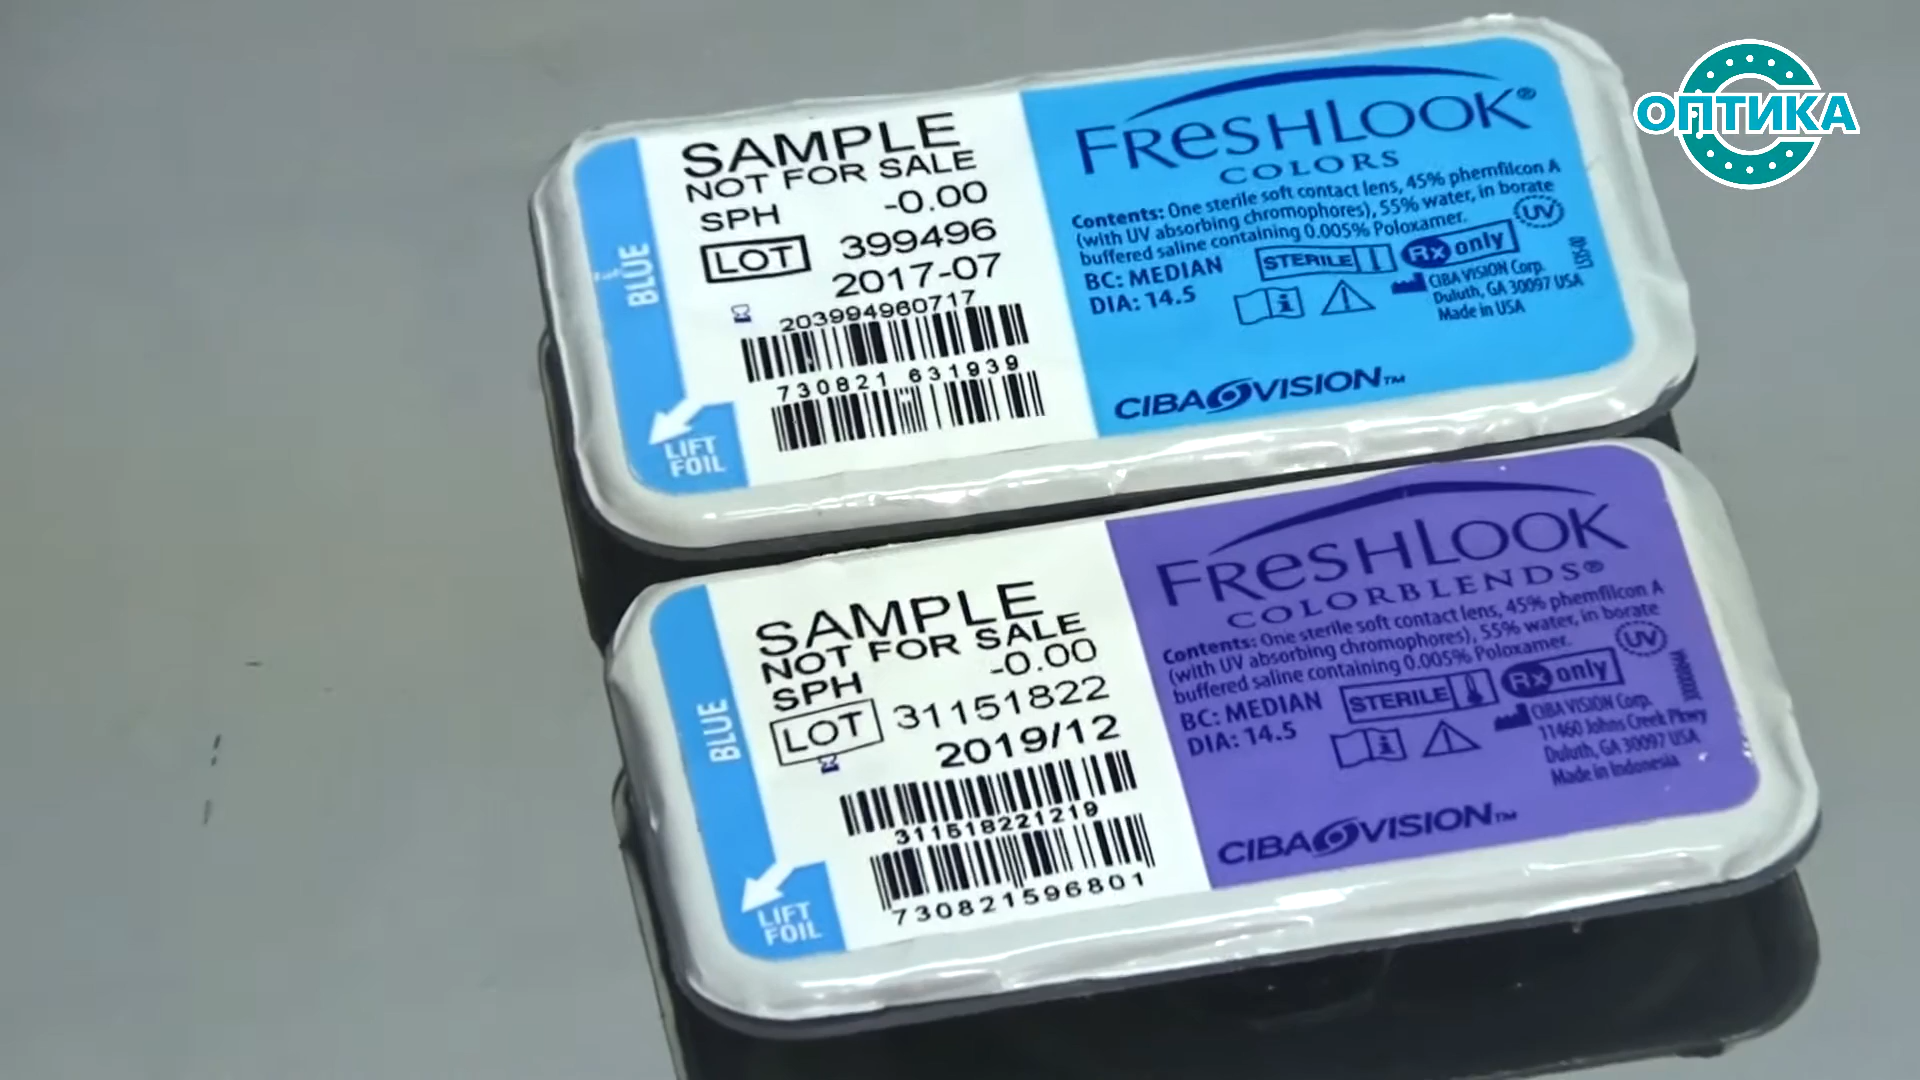 ОПТИКА
BLUE
SAMPLE
NOT FOR SALE
SPH -0.00
LOT 399496
2017-07
20399496​0717
730821 631939
LIFT
FOIL
FRESHLOOK®
COLORS
Contents: One sterile soft contact lens, 45% phemfilcon A
(with UV absorbing chromophores), 55% water, in borate
buffered saline containing 0.005% Poloxamer.
UV
BC: MEDIAN
DIA: 14.5
STERILE
Rx only
CIBA VISION Corp.
Duluth, GA 30097 USA
Made in USA
CIBA VISION™
BLUE
SAMPLE
NOT FOR SALE
SPH -0.00
LOT 31151822
2019/12
311518221219
730821596801
LIFT
FOIL
FRESHLOOK
COLORBLENDS®
Contents: One sterile soft contact lens, 45% phemfilcon A
(with UV absorbing chromophores), 55% water, in borate
buffered saline containing 0.005% Poloxamer.
UV
BC: MEDIAN
DIA: 14.5
STERILE
Rx only
CIBA VISION Corp.
11460 Johns Creek Pkwy
Duluth, GA 30097 USA
Made in Indonesia
CIBA VISION™